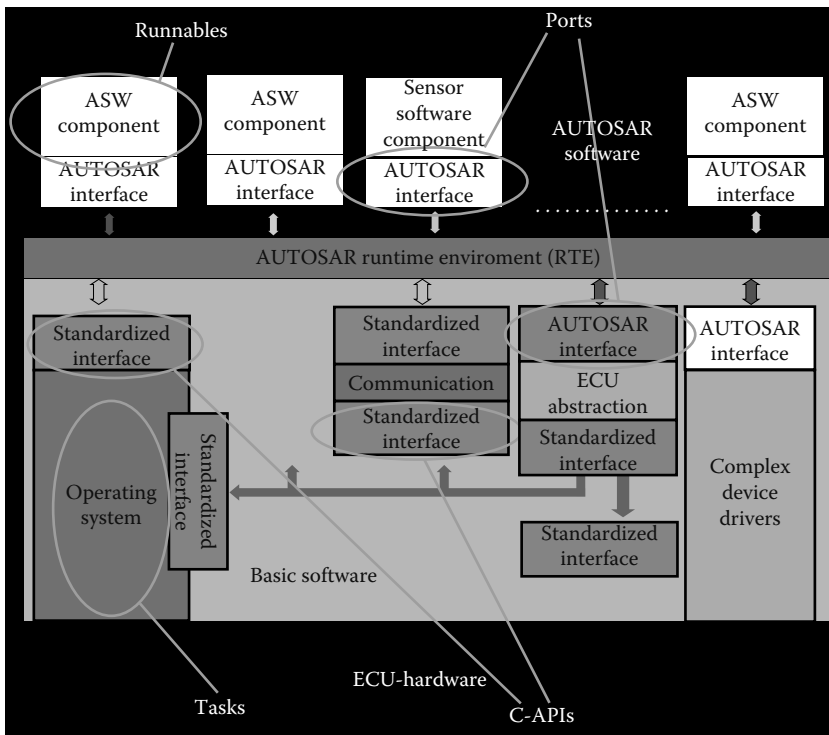 Runnables
Ports
ASW
component
AUTOSAR
interface
ASW
component
AUTOSAR
interface
Sensor
software
component
AUTOSAR
interface
AUTOSAR
software
ASW
component
AUTOSAR
interface
AUTOSAR runtime enviroment (RTE)
Standardized
interface
Operating
system
Standardized
interface
Standardized
interface
Communication
Standardized
interface
AUTOSAR
interface
ECU
abstraction
Standardized
interface
Standardized
interface
AUTOSAR
interface
Complex
device
drivers
Basic software
ECU-hardware
Tasks
C-APIs